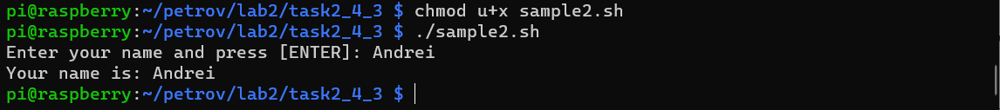 pi@raspberry:~/petrov/lab2/task2_4_3 $ chmod u+x sample2.sh
pi@raspberry:~/petrov/lab2/task2_4_3 $ ./sample2.sh
Enter your name and press [ENTER]: Andrei
Your name is: Andrei
pi@raspberry:~/petrov/lab2/task2_4_3 $